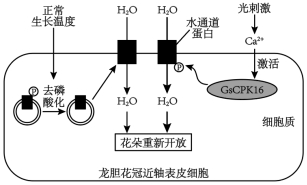 正常
生长温度
H₂O
H₂O
水通道
蛋白
光刺激
Ca²⁺
激活
P
去磷
酸化
P
GsCPK16
H₂O
H₂O
细胞质
花朵重新开放
龙胆花冠近轴表皮细胞